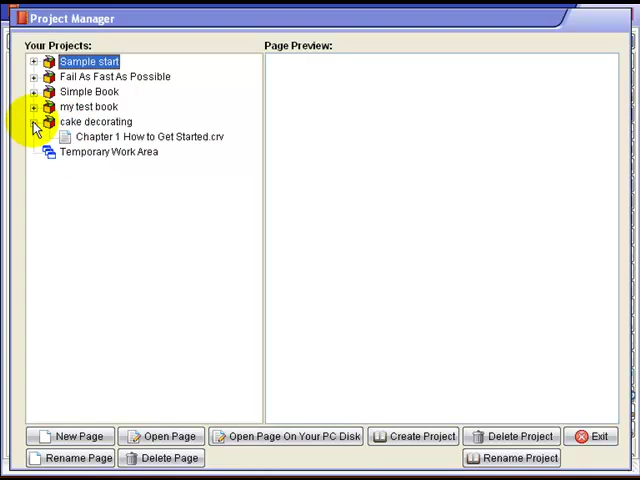 Project Manager
Your Projects:
Page Preview:
Sample start
Fail As Fast As Possible
Simple Book
my test book
cake decorating
Chapter 1 How to Get Started.crv
Temporary Work Area
New Page
Open Page
Open Page On Your PC Disk
Create Project
Delete Project
Exit
Rename Page
Delete Page
Rename Project